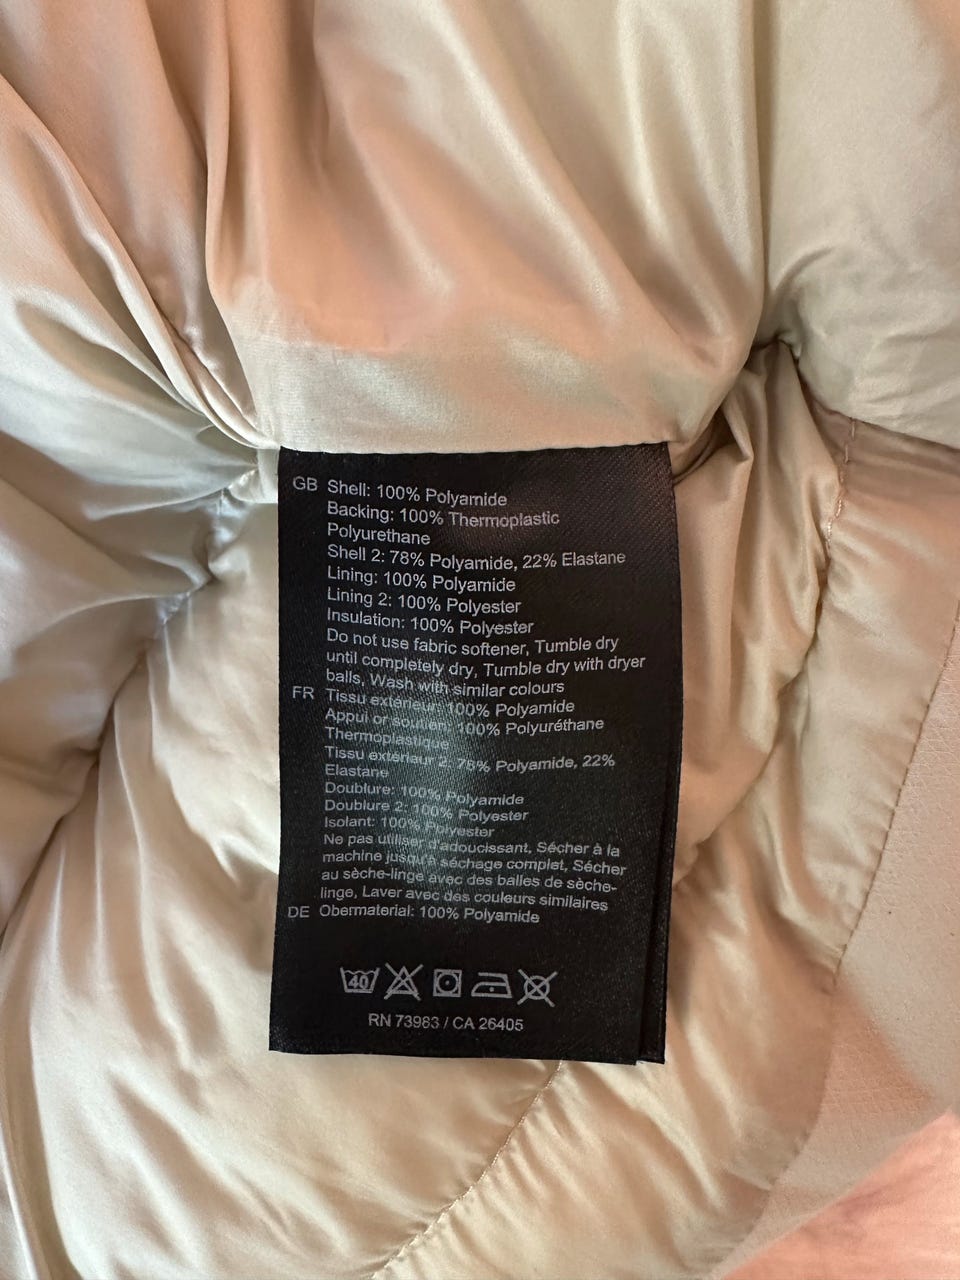 GB Shell: 100% Polyamide
Backing: 100% Thermoplastic
Polyurethane
Shell 2: 78% Polyamide, 22% Elastane
Lining: 100% Polyamide
Lining 2: 100% Polyester
Insulation: 100% Polyester
Do not use fabric softener, Tumble dry
until completely dry, Tumble dry with dryer
balls, Wash with similar colours
FR Tissu extérieur: 100% Polyamide
Appui or soutien: 100% Polyuréthane
Thermoplastique
Tissu extérieur 2: 78% Polyamide, 22%
Elastane
Doublure: 100% Polyamide
Doublure 2: 100% Polyester
Isolant: 100% Polyester
Ne pas utiliser d'adoucissant, Sécher à la
machine jusqu'à séchage complet, Sécher
au sèche-linge avec des balles de sèche-
linge, Laver avec des couleurs similaires
DE Obermaterial: 100% Polyamide
40
RN 73983 / CA 26405